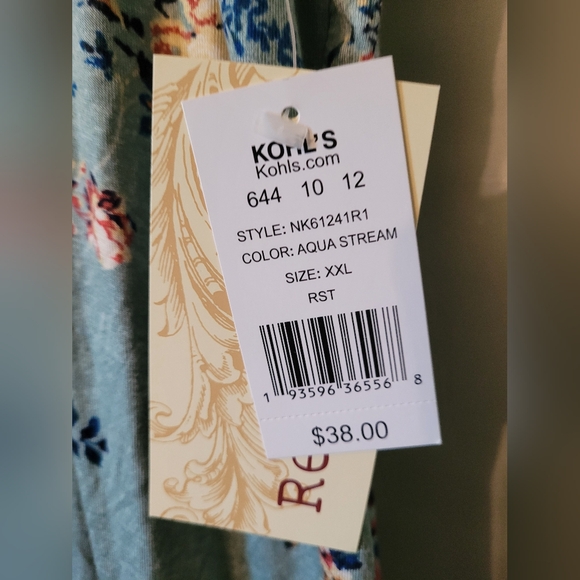 KOHL'S
Kohls.com
644 10 12
STYLE: NK61241R1
COLOR: AQUA STREAM
SIZE: XXL
RST
1 93596 36556 8
$38.00
Re